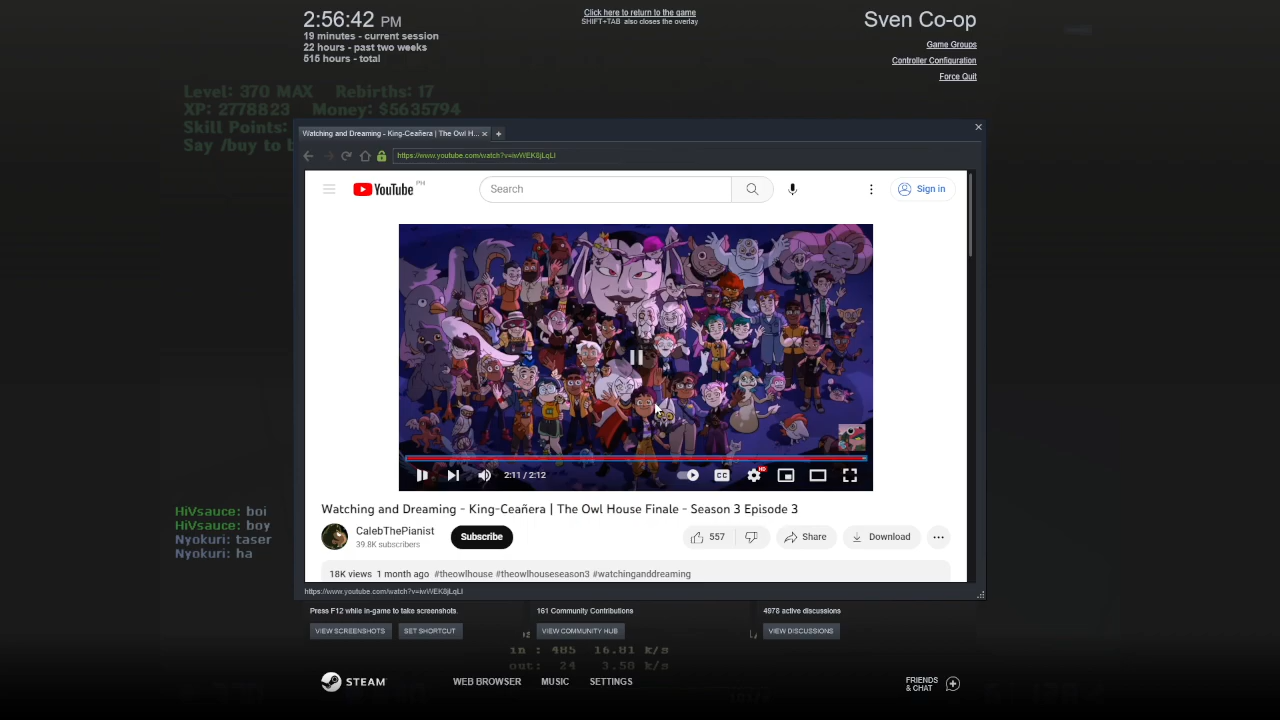 2:56:42 PM
19 minutes - current session
22 hours - past two weeks
515 hours - total
Click here to return to the game
SHIFT+TAB also closes the overlay
Sven Co-op
Game Groups
Controller Configuration
Force Quit
Level: 370 MAX Rebirths: 17
XP: 2778823 Money: $5635794
Skill Points:
Say /buy to b
Watching and Dreaming - King-Ceañera | The Owl H...
https://www.youtube.com/watch?v=iwWEK8jLqLI
YouTube PH
Search
Sign in
2:11 / 2:12
CC
HD
Watching and Dreaming - King-Ceañera | The Owl House Finale - Season 3 Episode 3
CalebThePianist
39.8K subscribers
Subscribe
557
Share
Download
18K views 1 month ago #theowlhouse #theowlhouseseason3 #watchinganddreaming
https://www.youtube.com/watch?v=iwWEK8jLqLI
HiVsauce: boi
HiVsauce: boy
Nyokuri: taser
Nyokuri: ha
Press F12 while in-game to take screenshots.
161 Community Contributions
4978 active discussions
VIEW SCREENSHOTS
SET SHORTCUT
VIEW COMMUNITY HUB
VIEW DISCUSSIONS
in : 485 16.81 k/s
out: 24 3.50 k/s
STEAM
WEB BROWSER
MUSIC
SETTINGS
FRIENDS
& CHAT